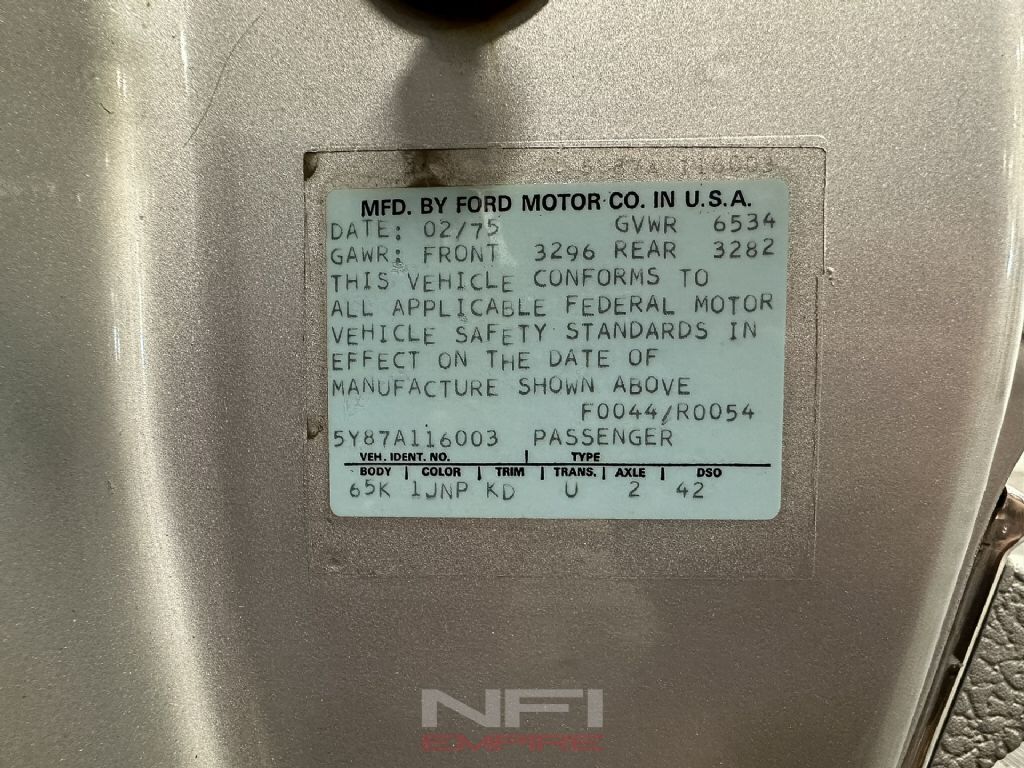 5 87A 116003
MFD. BY FORD MOTOR CO. IN U.S.A.
DATE: 02/75 GVWR 6534
GAWR: FRONT 3296 REAR 3282
THIS VEHICLE CONFORMS TO
ALL APPLICABLE FEDERAL MOTOR
VEHICLE SAFETY STANDARDS IN
EFFECT ON THE DATE OF
MANUFACTURE SHOWN ABOVE
F0044/R0054
5Y87A116003 PASSENGER
VEH. IDENT. NO. | TYPE
BODY | COLOR | TRIM | TRANS. | AXLE | DSO
65K 1JNP KD U 2 42
NFI
EMPIRE